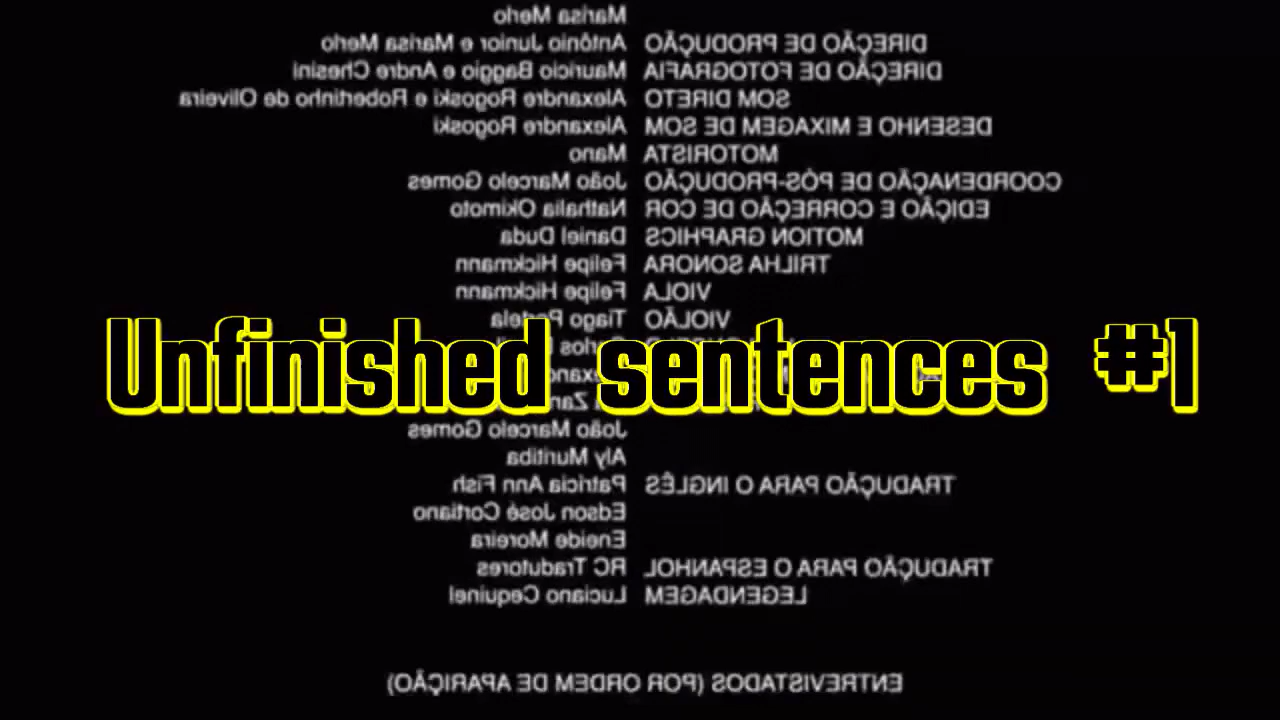 Marisa Merlo
DIREÇÃO DE PRODUÇÃO Antônio Junior e Marisa Merlo
DIREÇÃO DE FOTOGRAFIA Mauricio Baggio e Andre Chesini
SOM DIRETO Alexandre Rogoski e Robertinho de Oliveira
DESENHO E MIXAGEM DE SOM Alexandre Rogoski
MOTORISTA Mano
COORDENAÇÃO DE PÓS-PRODUÇÃO João Marcelo Gomes
EDIÇÃO E CORREÇÃO DE COR Nathalia Okimoto
MOTION GRAPHICS Daniel Duda
TRILHA SONORA Felipe Hickmann
VIOLA Felipe Hickmann
VIOLÃO Tiago Portela
Unfinished sentences #1
João Marcelo Gomes
Aly Muritiba
TRADUÇÃO PARA O INGLÊS Patricia Ann Fish
Edson José Cortiano
Eneide Moreira
TRADUÇÃO PARA O ESPANHOL RC Tradutores
LEGENDAGEM Luciano Cequinel
ENTREVISTADOS (POR ORDEM DE APARIÇÃO)